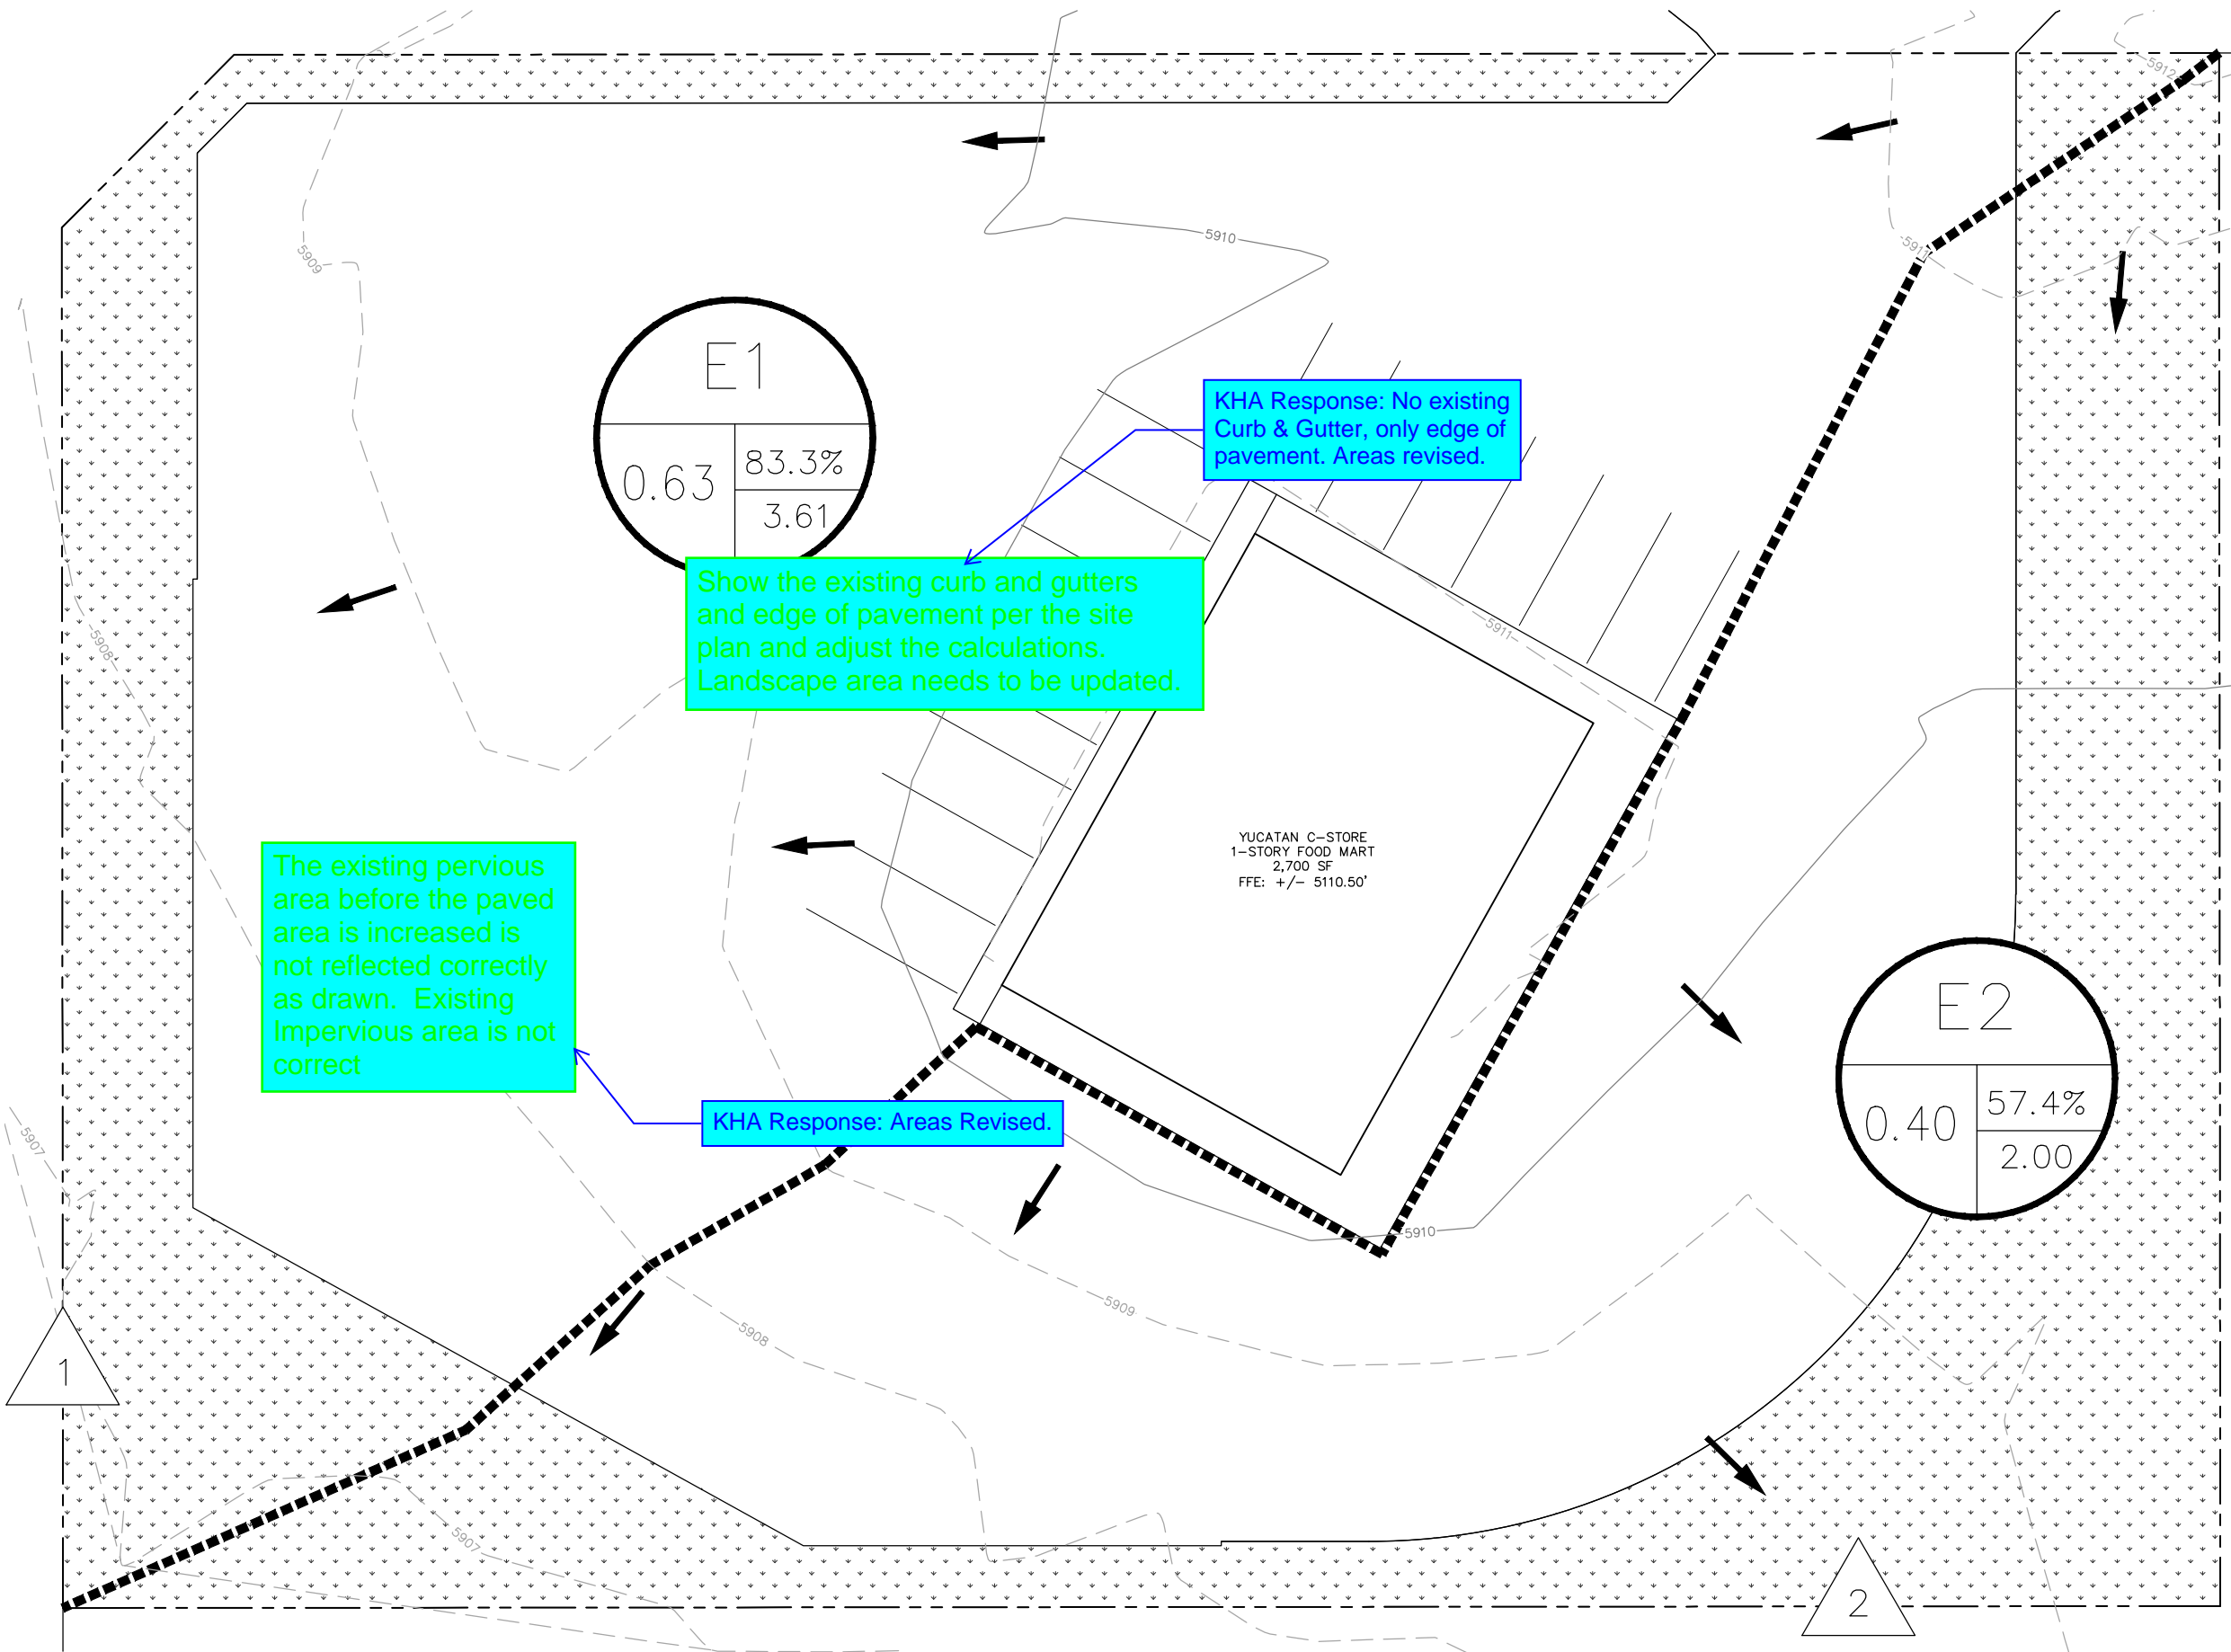 5912
5910
5911
5909
E1
0.63
83.3%
3.61
KHA Response: No existing
Curb & Gutter, only edge of
pavement. Areas revised.
Show the existing curb and gutters
and edge of pavement per the site
plan and adjust the calculations.
Landscape area needs to be updated.
5911
5908
YUCATAN C-STORE
1-STORY FOOD MART
2,700 SF
FFE: +/- 5110.50'
The existing pervious
area before the paved
area is increased is
not reflected correctly
as drawn.  Existing
Impervious area is not
correct
E2
0.40
57.4%
2.00
KHA Response: Areas Revised.
5907
5910
5909
5908
1
5907
2